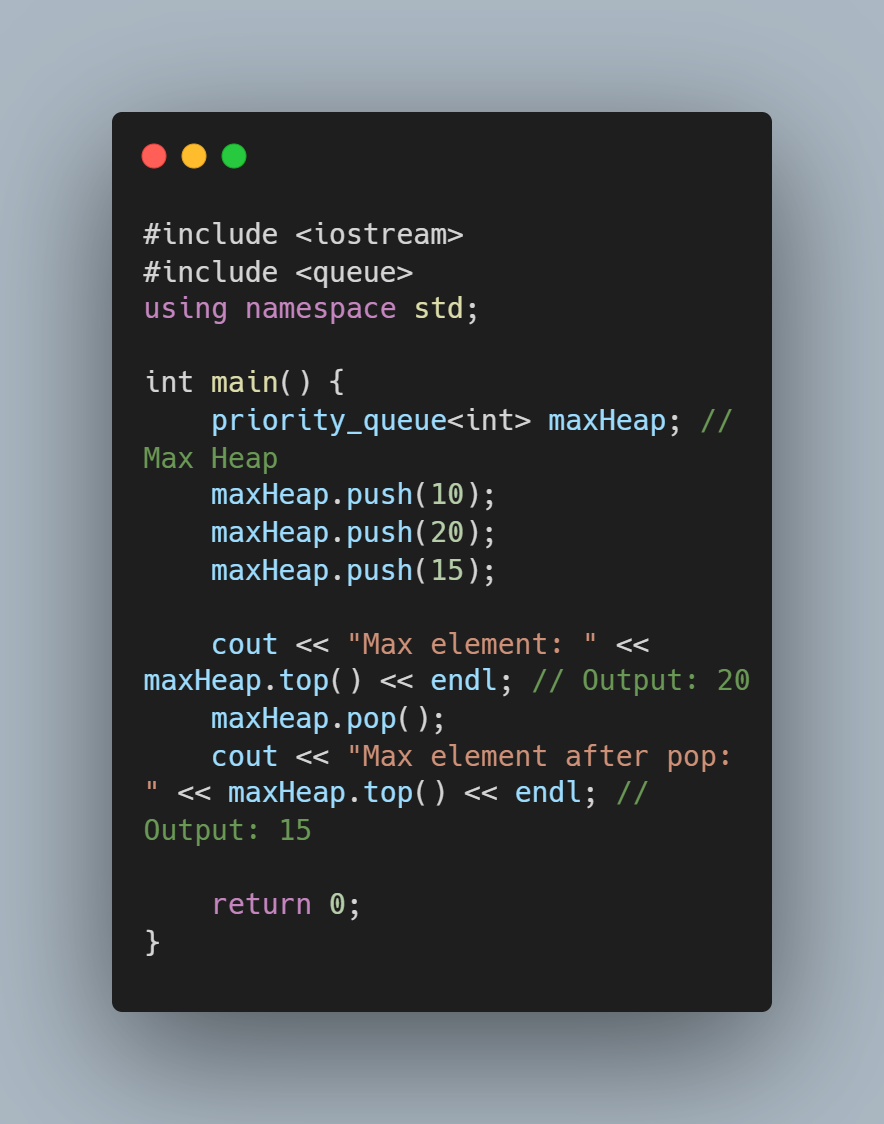 #include <iostream>
#include <queue>
using namespace std;

int main() {
    priority_queue<int> maxHeap; //
Max Heap
    maxHeap.push(10);
    maxHeap.push(20);
    maxHeap.push(15);

    cout << "Max element: " <<
maxHeap.top() << endl; // Output: 20
    maxHeap.pop();
    cout << "Max element after pop:
" << maxHeap.top() << endl; //
Output: 15

    return 0;
}